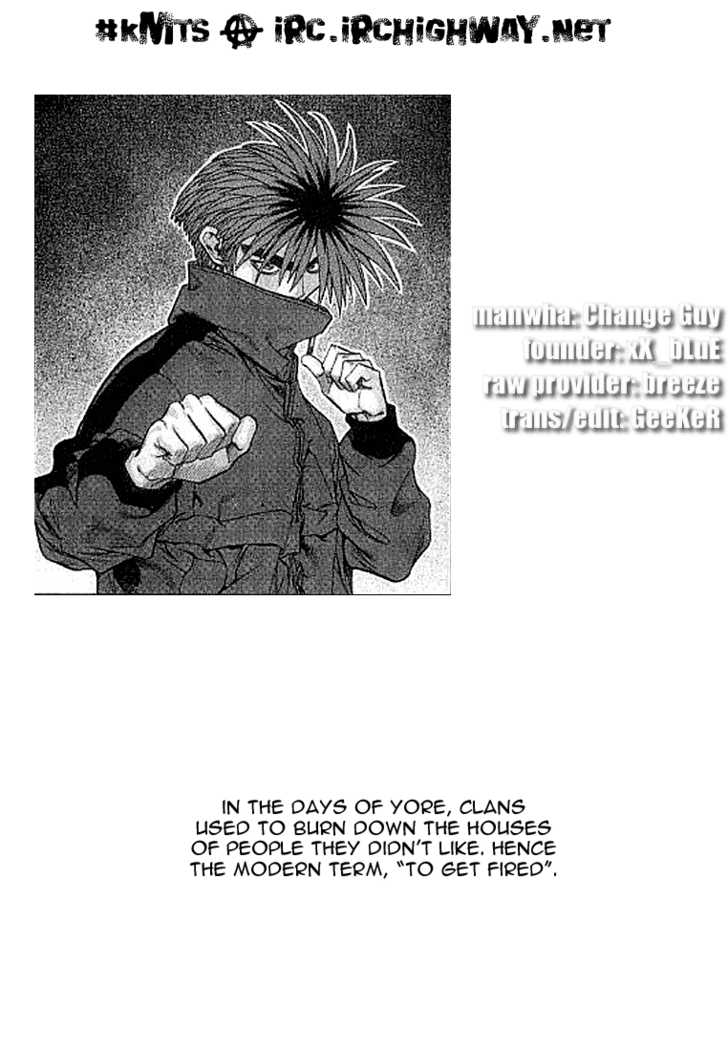 #kMTs @ iRC.iRCHiGHWAY.NeT
manwha: Change Guy
founder: xX_bLuE
raw provider: breeze
trans/edit: GeeKeR
IN THE DAYS OF YORE, CLANS
USED TO BURN DOWN THE HOUSES
OF PEOPLE THEY DIDN'T LIKE. HENCE
THE MODERN TERM, "TO GET FIRED".